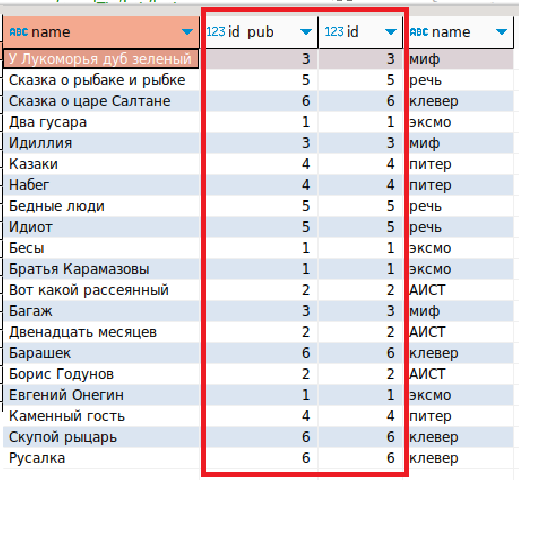 ABC name 123 id_pub 123 id ABC name
У Лукоморья дуб зеленый 3 3 миф
Сказка о рыбаке и рыбке 5 5 речь
Сказка о царе Салтане 6 6 клевер
Два гусара 1 1 эксмо
Идиллия 3 3 миф
Казаки 4 4 питер
Набег 4 4 питер
Бедные люди 5 5 речь
Идиот 5 5 речь
Бесы 1 1 эксмо
Братья Карамазовы 1 1 эксмо
Вот какой рассеянный 2 2 АИСТ
Багаж 3 3 миф
Двенадцать месяцев 2 2 АИСТ
Барашек 6 6 клевер
Борис Годунов 2 2 АИСТ
Евгений Онегин 1 1 эксмо
Каменный гость 4 4 питер
Скупой рыцарь 6 6 клевер
Русалка 6 6 клевер